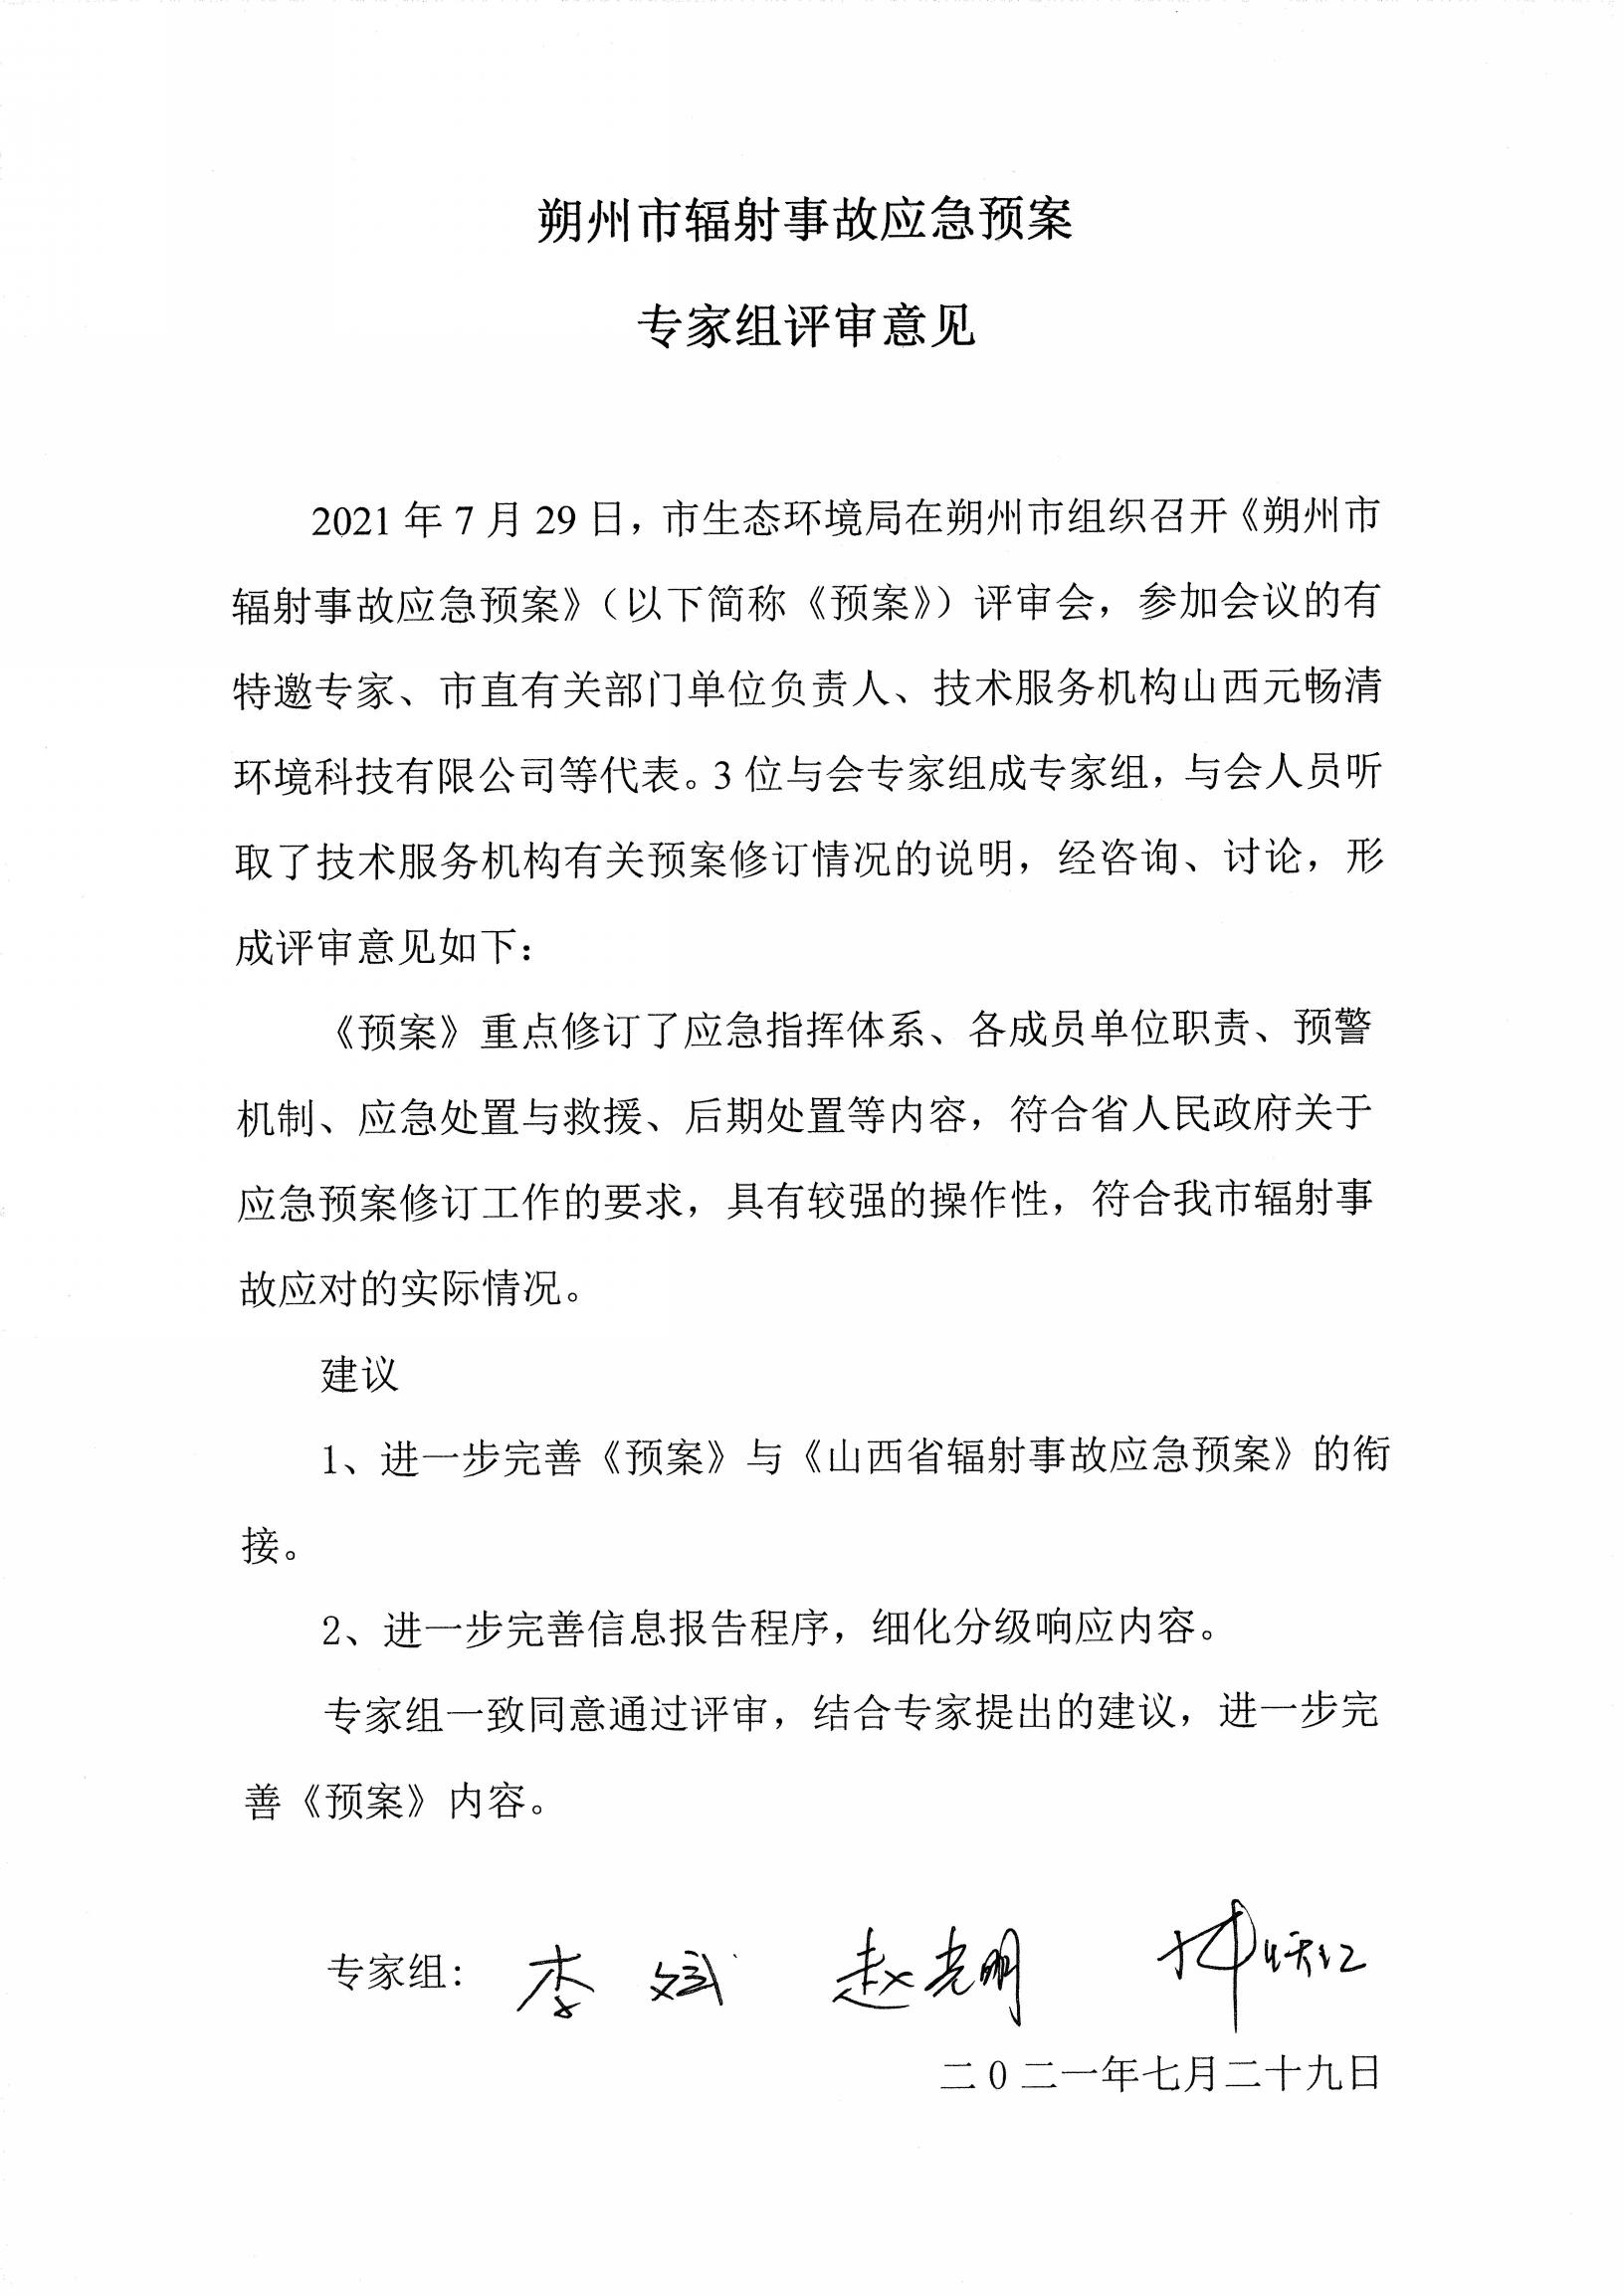 朔州市辐射事故应急预案
专家组评审意见
2021 年 7 月 29 日，市生态环境局在朔州市组织召开《朔州市
辐射事故应急预案》（以下简称《预案》）评审会，参加会议的有
特邀专家、市直有关部门单位负责人、技术服务机构山西元畅清
环境科技有限公司等代表。3 位与会专家组成专家组，与会人员听
取了技术服务机构有关预案修订情况的说明，经咨询、讨论，形
成评审意见如下：
《预案》重点修订了应急指挥体系、各成员单位职责、预警
机制、应急处置与救援、后期处置等内容，符合省人民政府关于
应急预案修订工作的要求，具有较强的操作性，符合我市辐射事
故应对的实际情况。
建议
1、进一步完善《预案》与《山西省辐射事故应急预案》的衔
接。
2、进一步完善信息报告程序，细化分级响应内容。
专家组一致同意通过评审，结合专家提出的建议，进一步完
善《预案》内容。
专家组： 李斌 赵光明
二0二一年七月二十九日